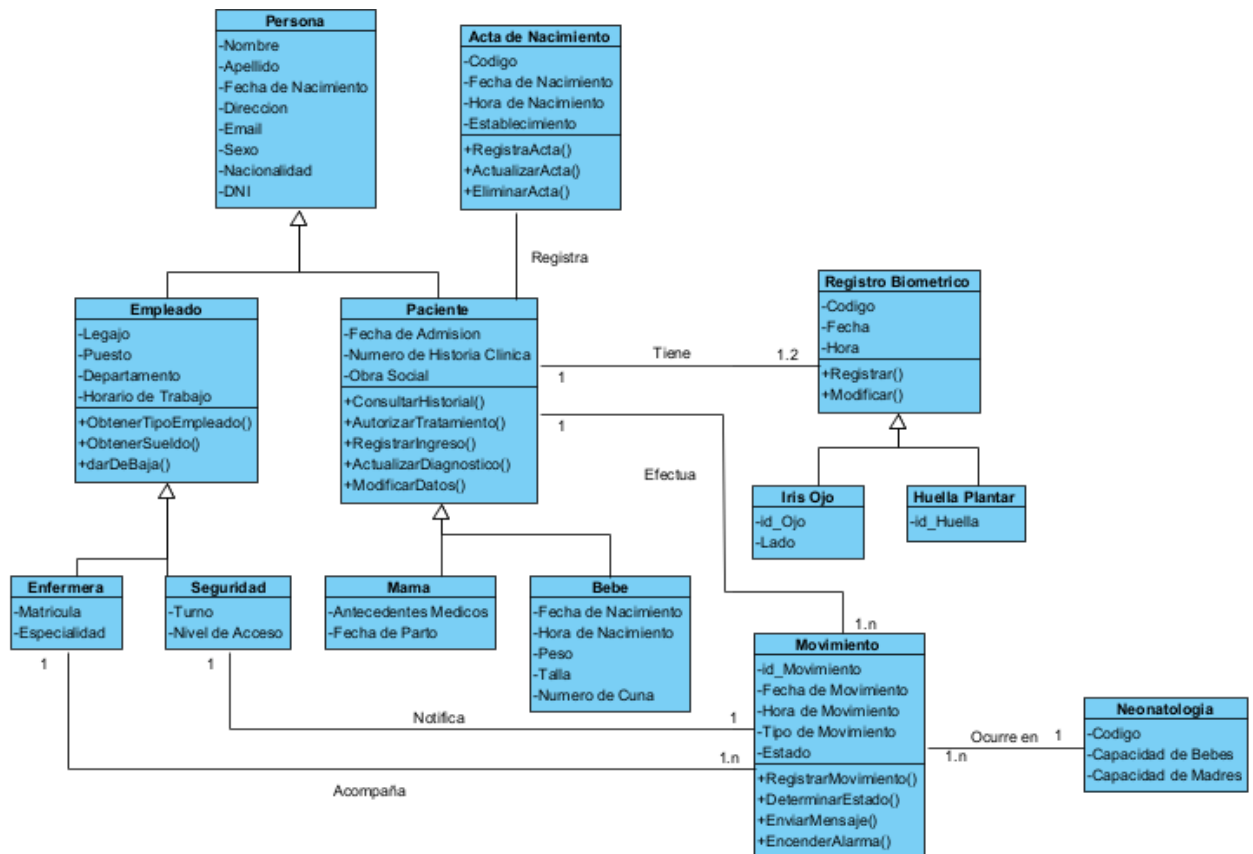 Persona
-Nombre
-Apellido
-Fecha de Nacimiento
-Direccion
-Email
-Sexo
-Nacionalidad
-DNI
Acta de Nacimiento
-Codigo
-Fecha de Nacimiento
-Hora de Nacimiento
-Establecimiento
+RegistraActa()
+ActualizarActa()
+EliminarActa()
Registra
Empleado
-Legajo
-Puesto
-Departamento
-Horario de Trabajo
+ObtenerTipoEmpleado()
+ObtenerSueldo()
+darDeBaja()
Paciente
-Fecha de Admision
-Numero de Historia Clinica
-Obra Social
+ConsultarHistorial()
+AutorizarTratamiento()
+RegistrarIngreso()
+ActualizarDiagnostico()
+ModificarDatos()
Tiene
1
1.2
Registro Biometrico
-Codigo
-Fecha
-Hora
+Registrar()
+Modificar()
1
Efectua
1.n
Iris Ojo
-id_Ojo
-Lado
Huella Plantar
-id_Huella
Enfermera
-Matricula
-Especialidad
Seguridad
-Turno
-Nivel de Acceso
Mama
-Antecedentes Medicos
-Fecha de Parto
Bebe
-Fecha de Nacimiento
-Hora de Nacimiento
-Peso
-Talla
-Numero de Cuna
Movimiento
-id_Movimiento
-Fecha de Movimiento
-Hora de Movimiento
-Tipo de Movimiento
-Estado
+RegistrarMovimiento()
+DeterminarEstado()
+EnviarMensaje()
+EncenderAlarma()
1
1
Notifica
1
1.n
Acompaña
Ocurre en
1
1.n
Neonatologia
-Codigo
-Capacidad de Bebes
-Capacidad de Madres